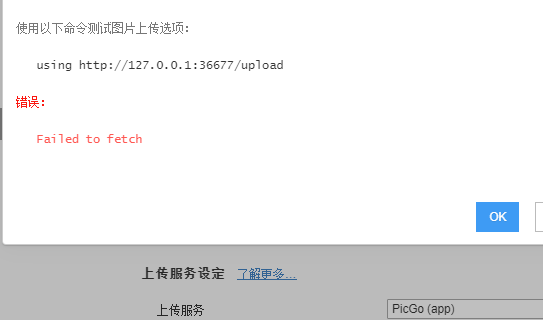 使用以下命令测试图片上传选项：
using http://127.0.0.1:36677/upload
错误：
Failed to fetch
OK
上传服务设定 了解更多...
上传服务 PicGo (app)